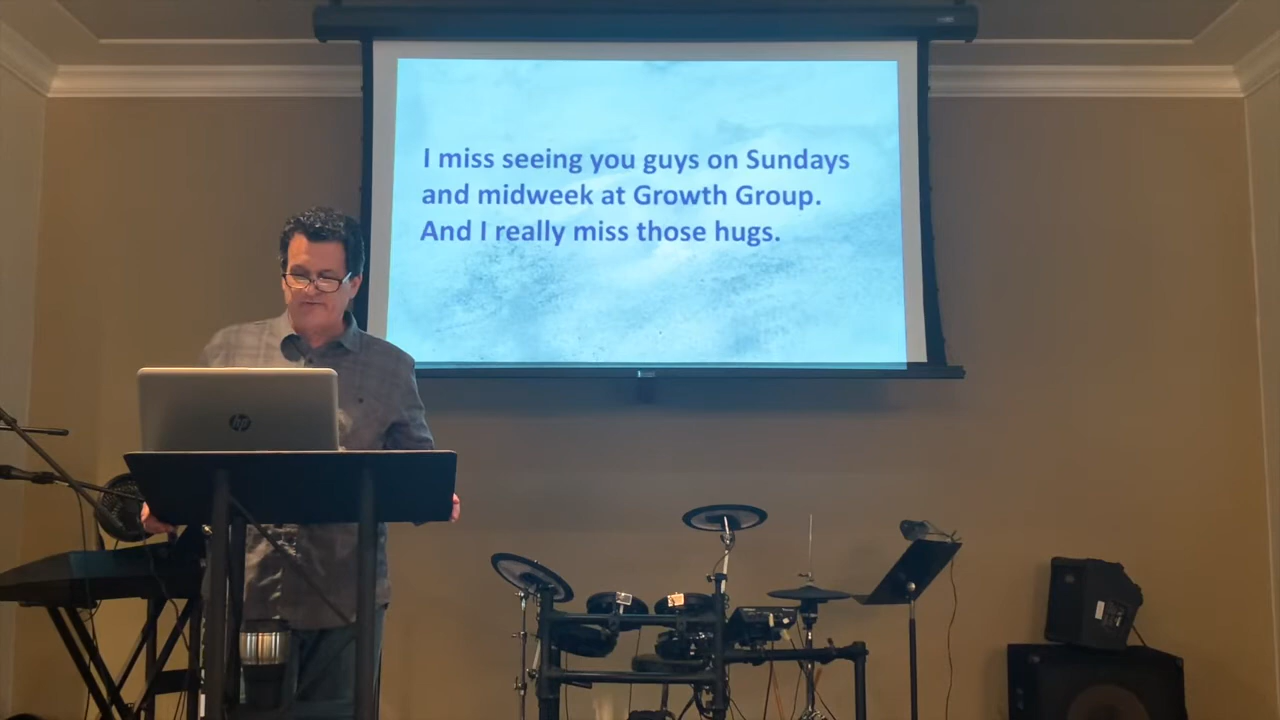 I miss seeing you guys on Sundays
and midweek at Growth Group.
And I really miss those hugs.
hp